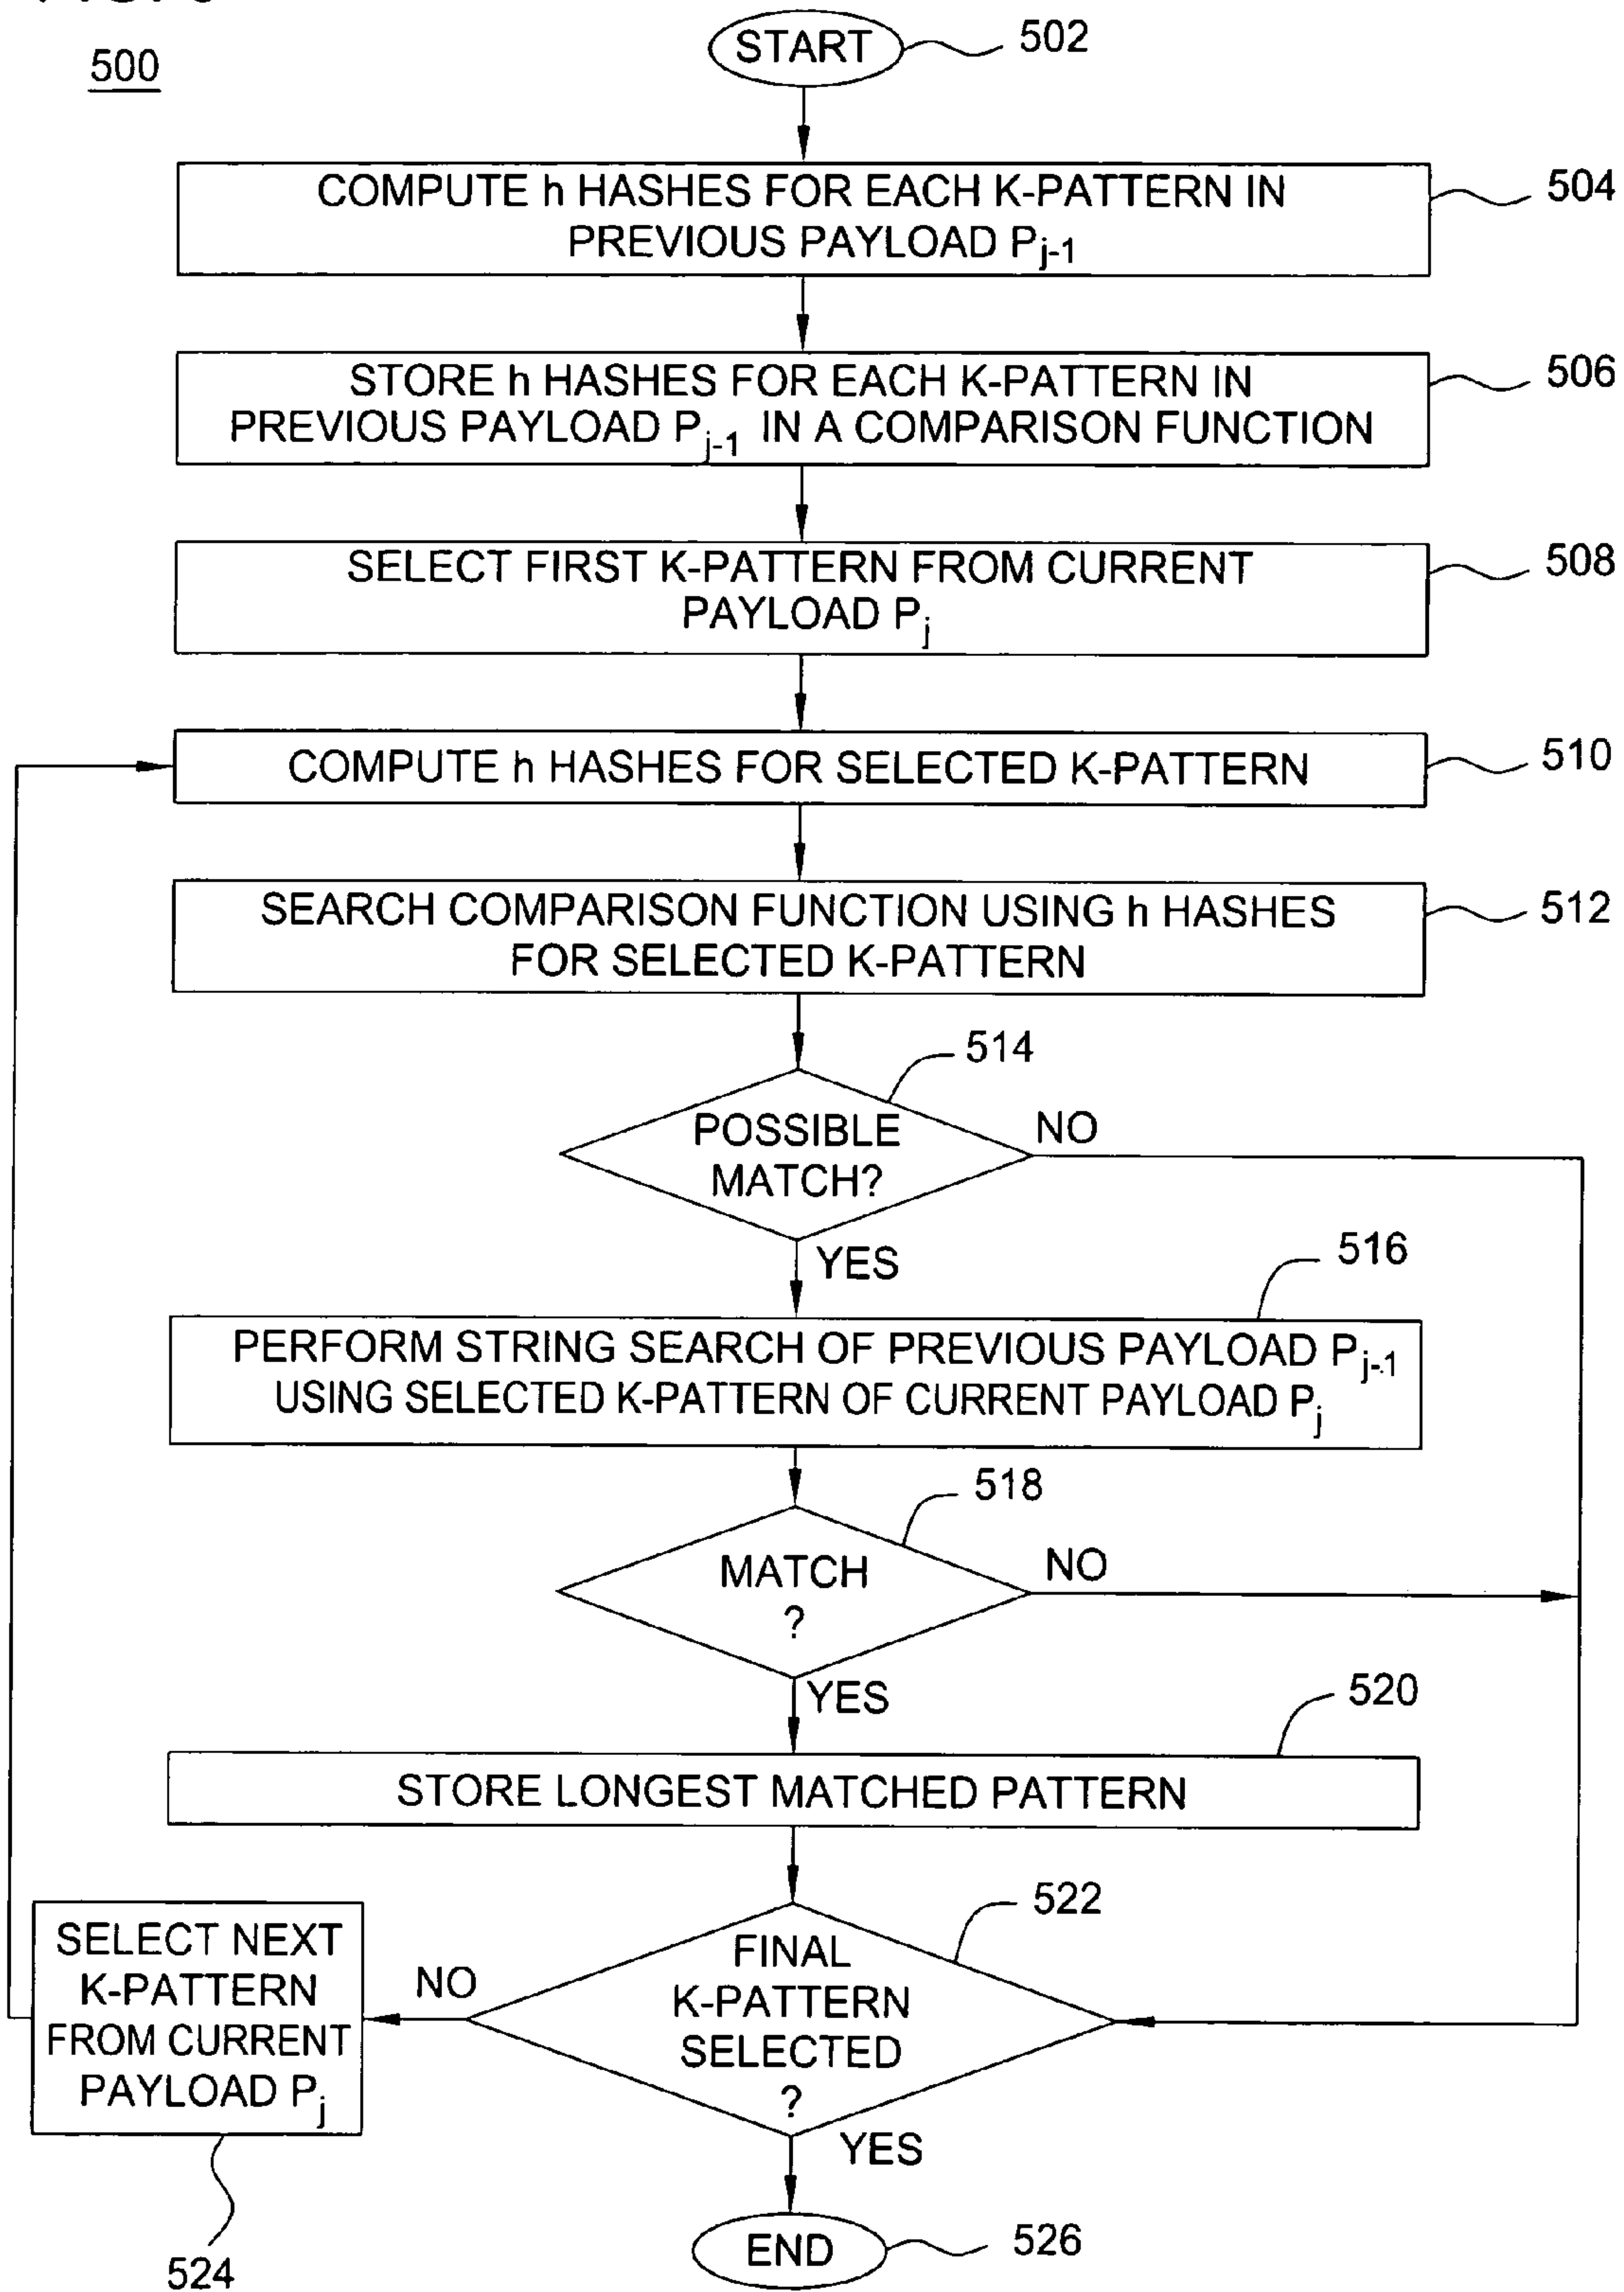 500
START
502
COMPUTE h HASHES FOR EACH K-PATTERN IN
PREVIOUS PAYLOAD Pj-1
504
STORE h HASHES FOR EACH K-PATTERN IN
PREVIOUS PAYLOAD Pj-1 IN A COMPARISON FUNCTION
506
SELECT FIRST K-PATTERN FROM CURRENT
PAYLOAD Pj
508
COMPUTE h HASHES FOR SELECTED K-PATTERN
510
SEARCH COMPARISON FUNCTION USING h HASHES
FOR SELECTED K-PATTERN
512
514
POSSIBLE
MATCH?
NO
YES
516
PERFORM STRING SEARCH OF PREVIOUS PAYLOAD Pj-1
USING SELECTED K-PATTERN OF CURRENT PAYLOAD Pj
518
MATCH
?
NO
YES
520
STORE LONGEST MATCHED PATTERN
522
FINAL
K-PATTERN
SELECTED
?
NO
SELECT NEXT
K-PATTERN
FROM CURRENT
PAYLOAD Pj
524
YES
END
526